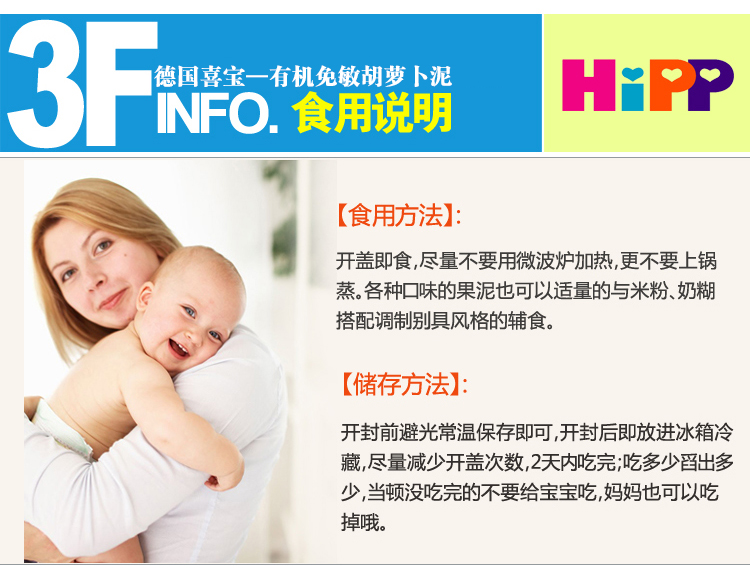 3F
德国喜宝—有机免敏胡萝卜泥
INFO. 食用说明
HiPP
【食用方法】:
开盖即食,尽量不要用微波炉加热,更不要上锅
蒸。各种口味的果泥也可以适量的与米粉、奶糊
搭配调制别具风格的辅食。
【储存方法】:
开封前避光常温保存即可,开封后即放进冰箱冷
藏,尽量减少开盖次数,2天内吃完;吃多少舀出多
少,当顿没吃完的不要给宝宝吃,妈妈也可以吃
掉哦。